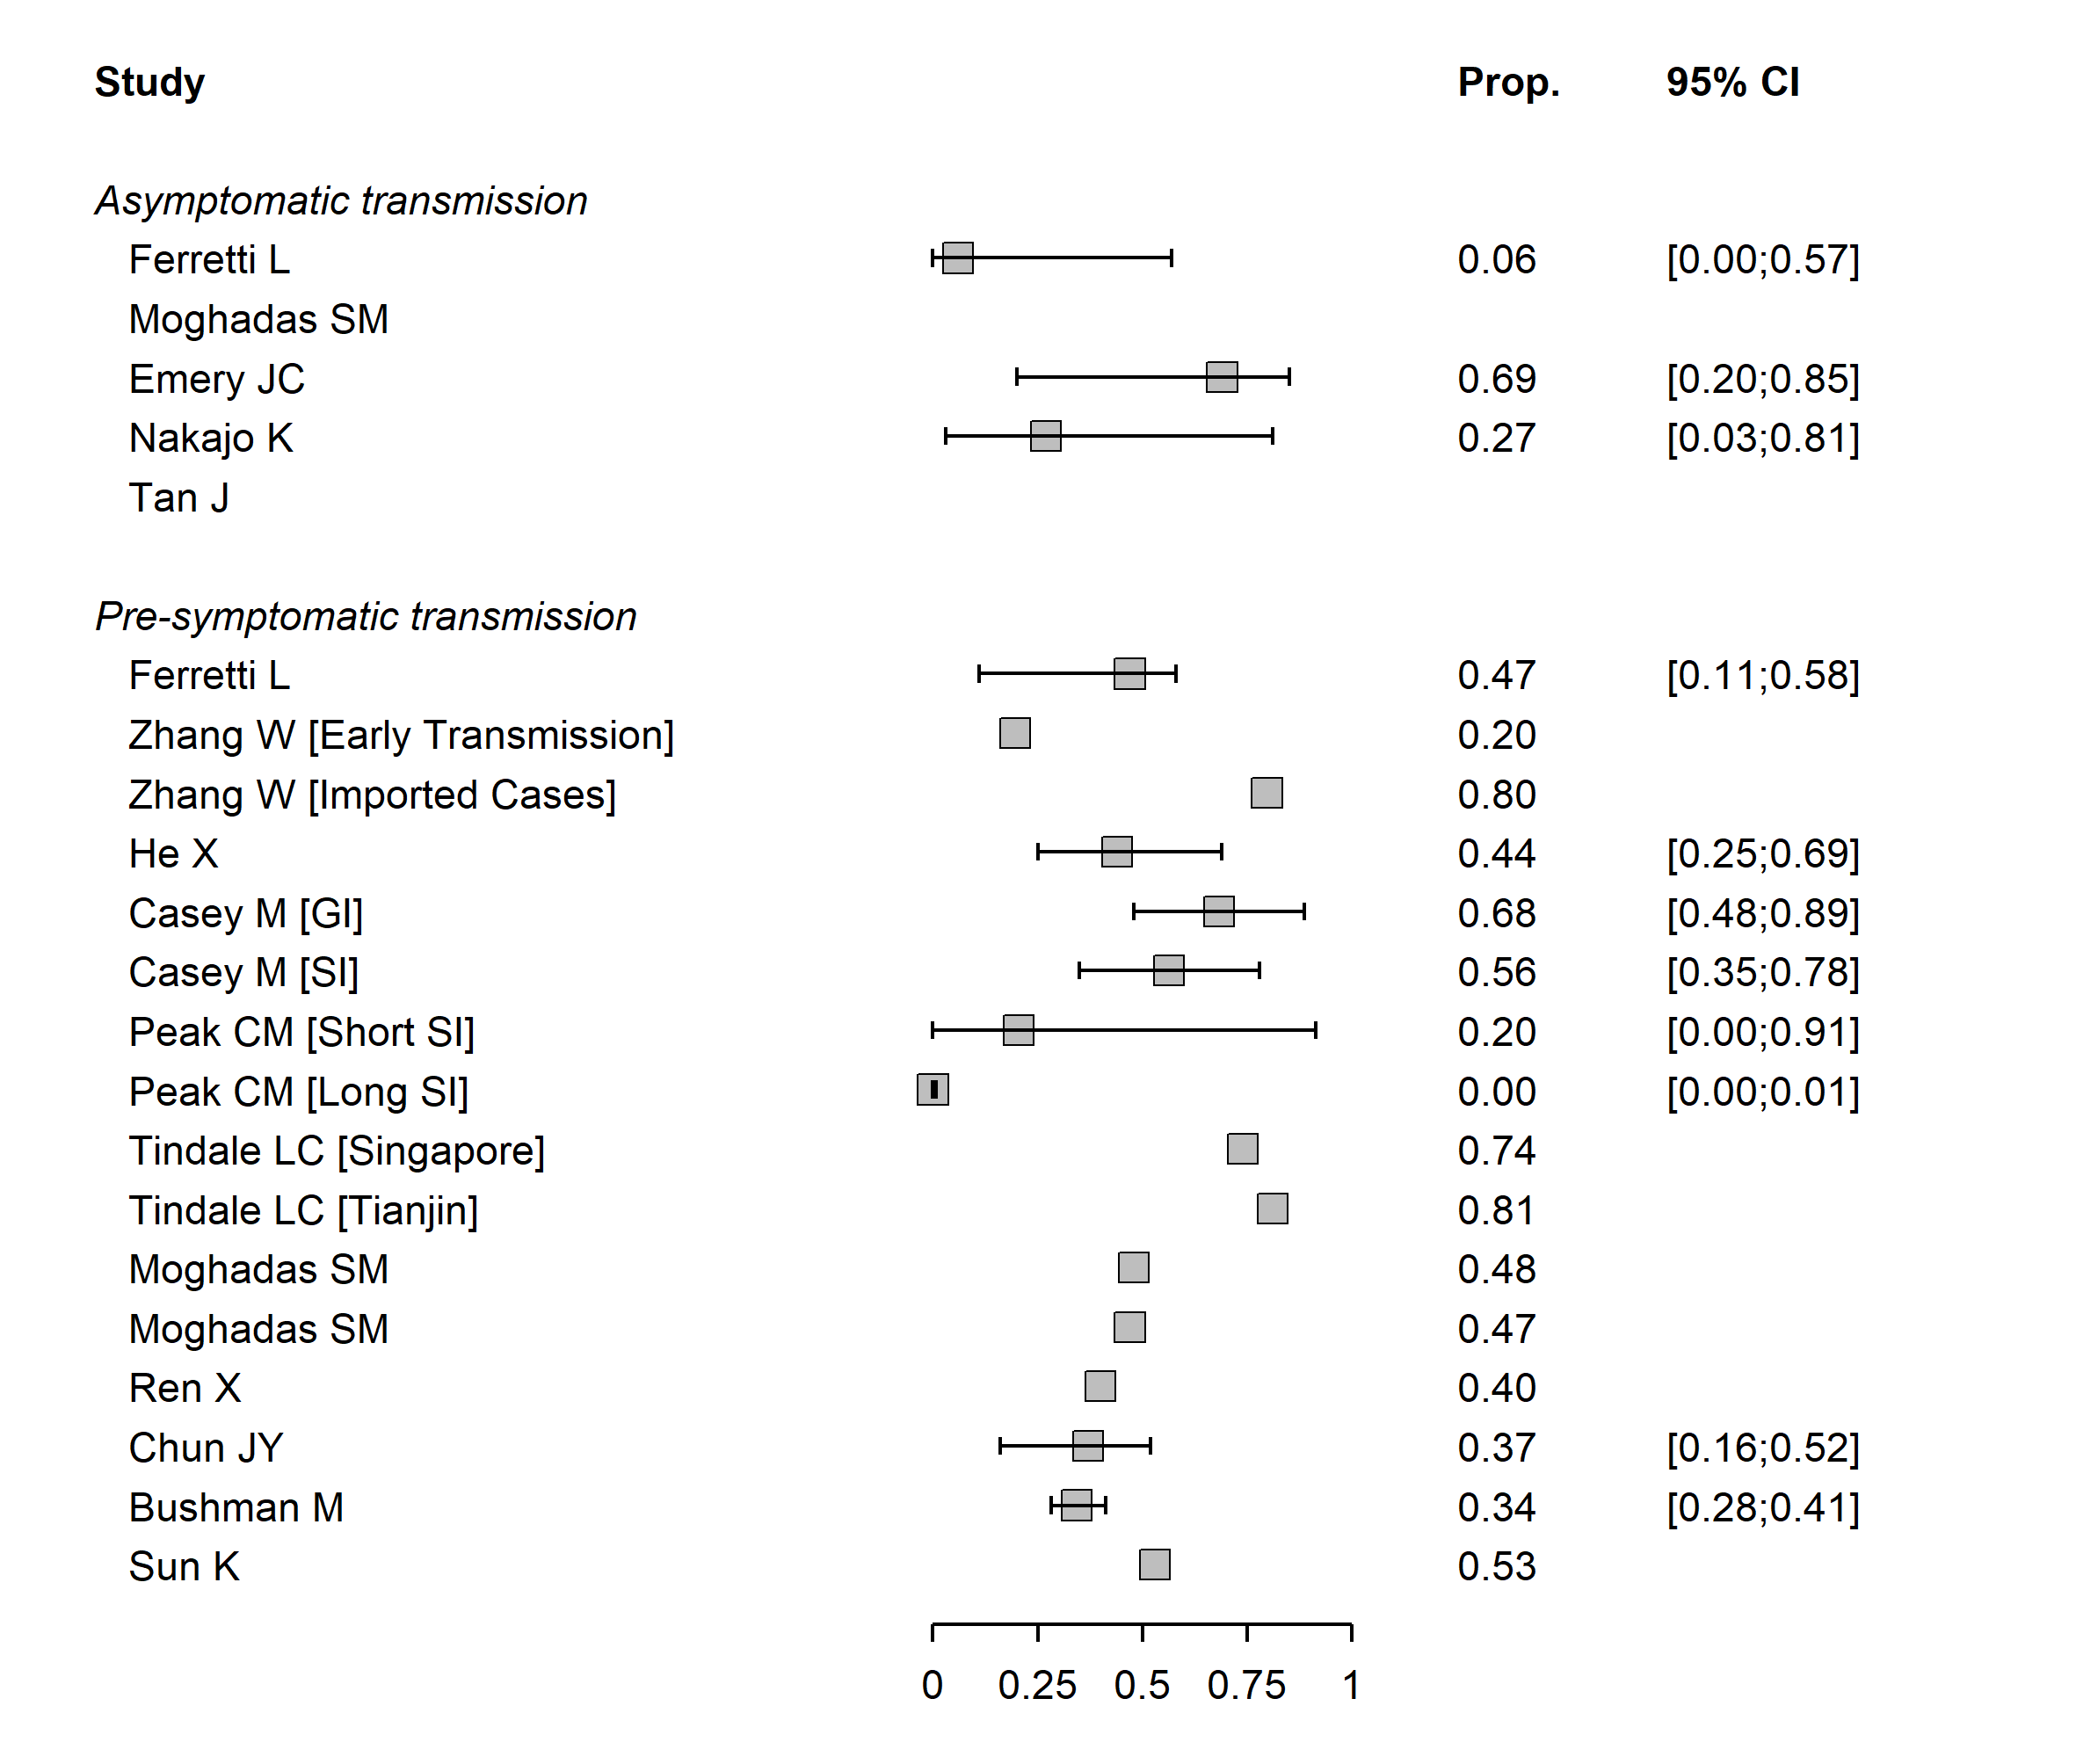 Study Prop. 95% CI
Asymptomatic transmission
Ferretti L 0.06 [0.00;0.57]
Moghadas SM
Emery JC 0.69 [0.20;0.85]
Nakajo K 0.27 [0.03;0.81]
Tan J
Pre-symptomatic transmission
Ferretti L 0.47 [0.11;0.58]
Zhang W [Early Transmission] 0.20
Zhang W [Imported Cases] 0.80
He X 0.44 [0.25;0.69]
Casey M [GI] 0.68 [0.48;0.89]
Casey M [SI] 0.56 [0.35;0.78]
Peak CM [Short SI] 0.20 [0.00;0.91]
Peak CM [Long SI] 0.00 [0.00;0.01]
Tindale LC [Singapore] 0.74
Tindale LC [Tianjin] 0.81
Moghadas SM 0.48
Moghadas SM 0.47
Ren X 0.40
Chun JY 0.37 [0.16;0.52]
Bushman M 0.34 [0.28;0.41]
Sun K 0.53
0 0.25 0.5 0.75 1